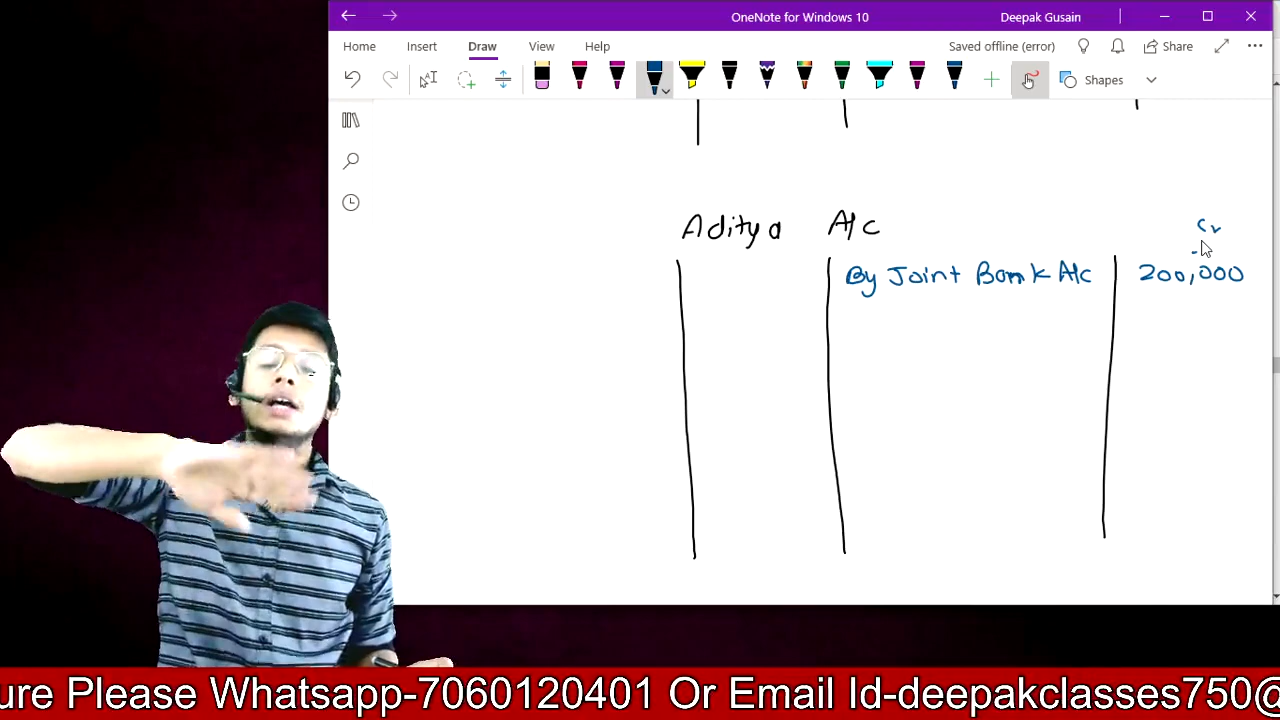 OneNote for Windows 10
Deepak Gusain
Home Insert Draw View Help
Saved offline (error)
Share
Shapes
Aditya A/c
Cr
By Joint Bank A/c 200,000
ure Please Whatsapp-7060120401 Or Email Id-deepakclasses750@